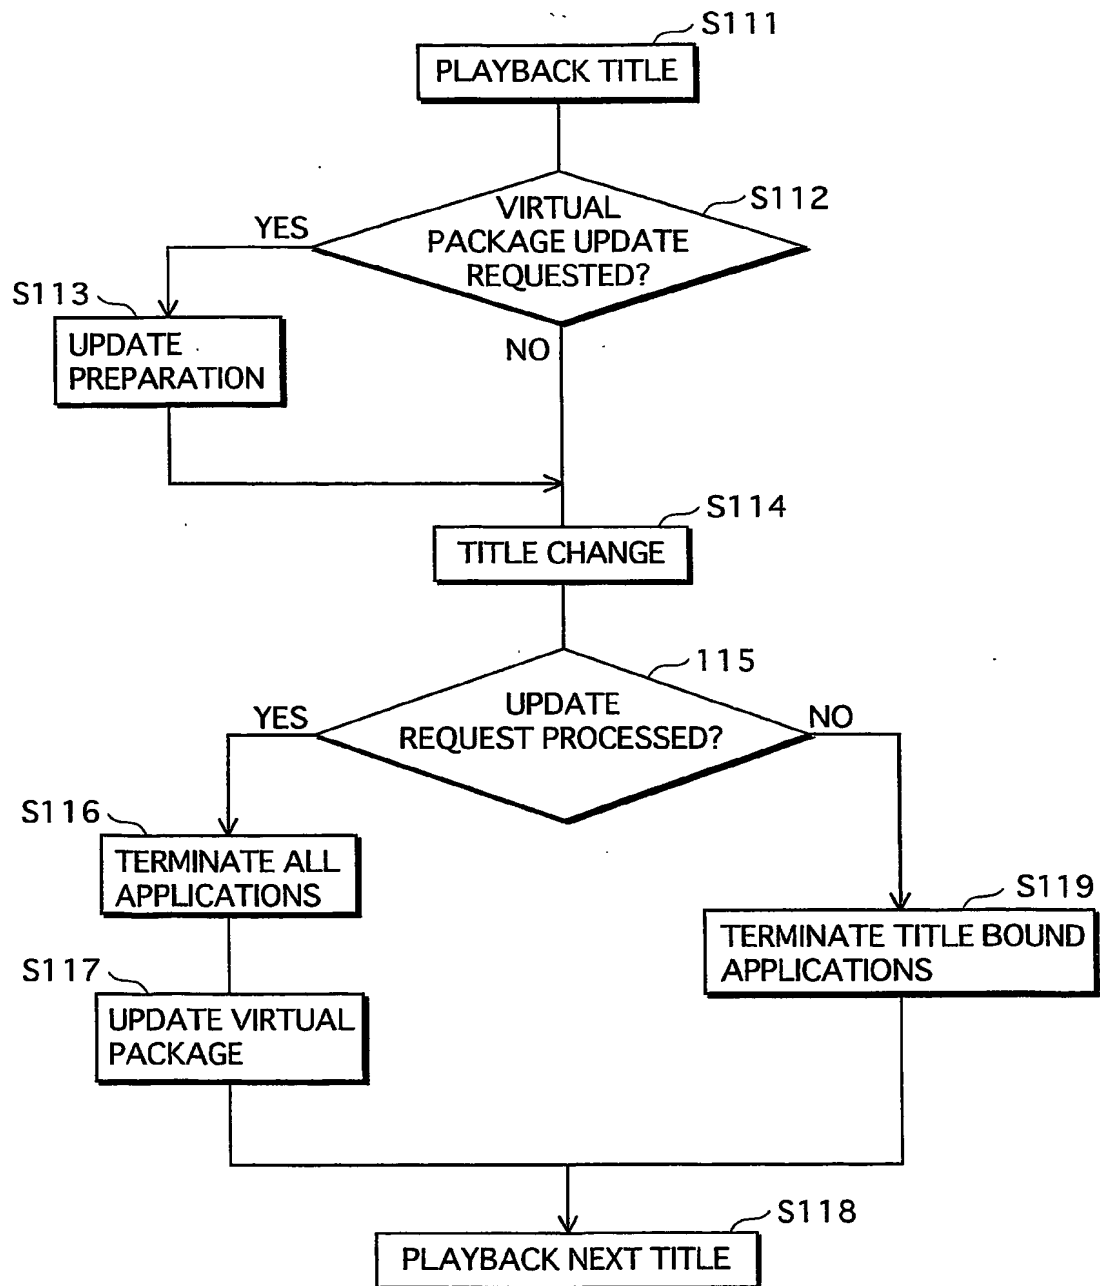 S111
PLAYBACK TITLE
S112
VIRTUAL
PACKAGE UPDATE
REQUESTED?
YES
S113
UPDATE
PREPARATION
NO
S114
TITLE CHANGE
115
UPDATE
REQUEST PROCESSED?
YES
NO
S116
TERMINATE ALL
APPLICATIONS
S119
TERMINATE TITLE BOUND
APPLICATIONS
S117
UPDATE VIRTUAL
PACKAGE
S118
PLAYBACK NEXT TITLE